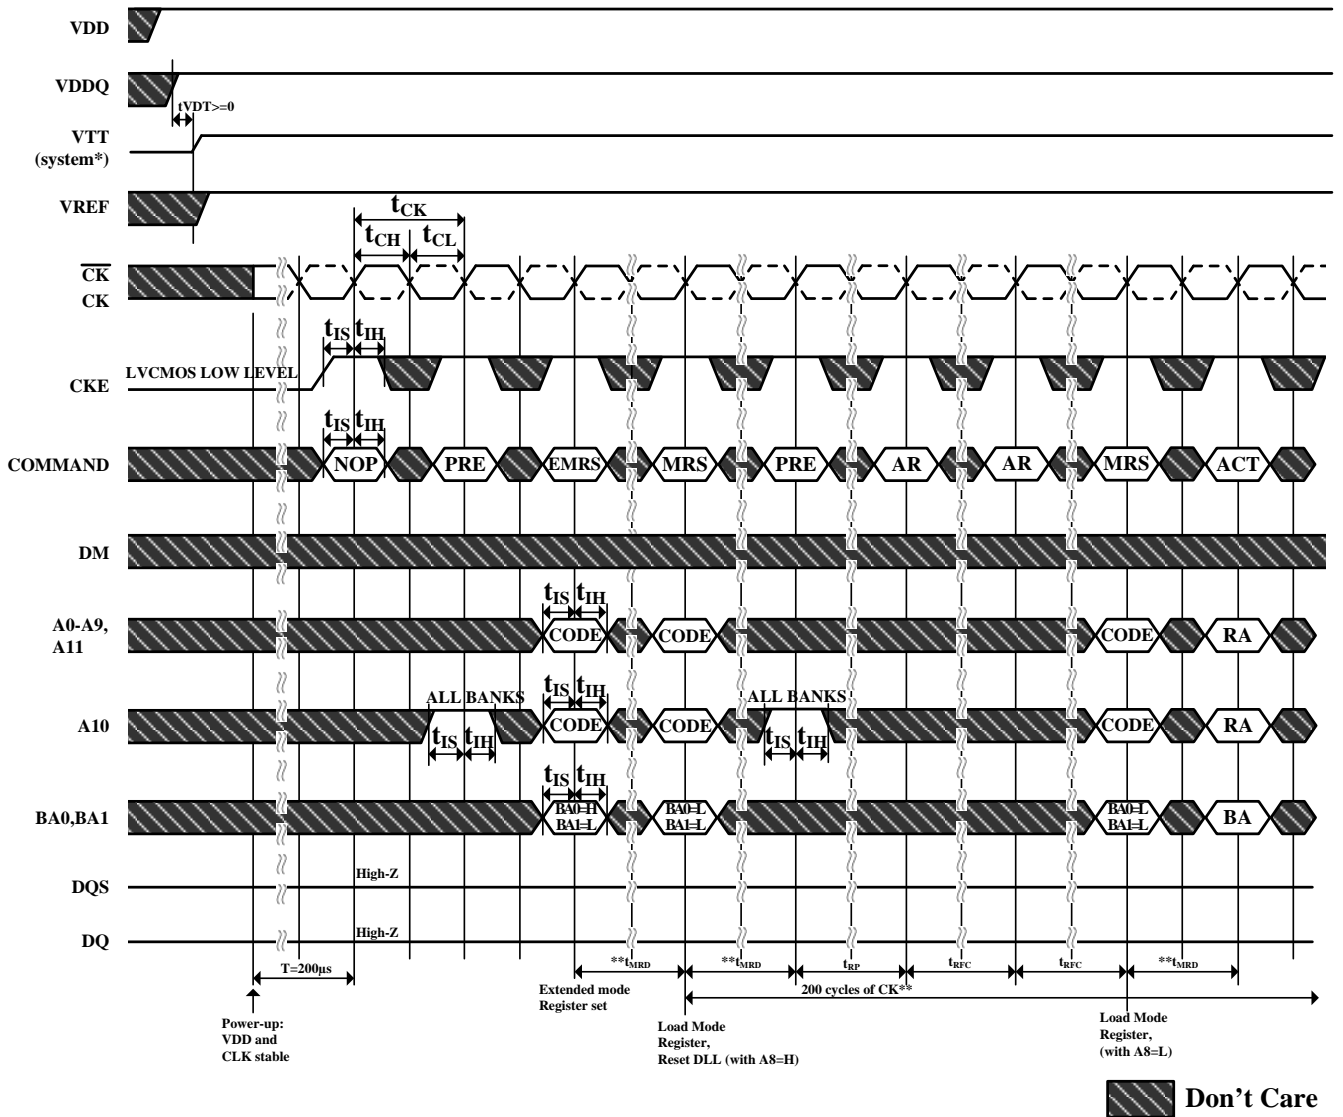 VDD
VDDQ
tVDT>=0
VTT
(system*)
VREF
tCK
tCH tCL
CK
CK
tIS tIH
LVCMOS LOW LEVEL
CKE
tIS tIH
COMMAND NOP PRE EMRS MRS PRE AR AR MRS ACT
DM
tIS tIH
A0-A9,
A11
CODE CODE CODE RA
tIS tIH
ALL BANKS ALL BANKS
A10 CODE CODE CODE RA
tIS tIH tIS tIH
tIS tIH
BA0,BA1
BA0=H BA0=L BA0=L
BA1=L BA1=L BA1=L
BA
High-Z
DQS
High-Z
DQ
T=200µs **tMRD **tMRD tRP tRFC tRFC **tMRD
200 cycles of CK**
Extended mode
Register set
Power-up:
VDD and
CLK stable
Load Mode
Register,
Reset DLL (with A8=H)
Load Mode
Register,
(with A8=L)
Don't Care